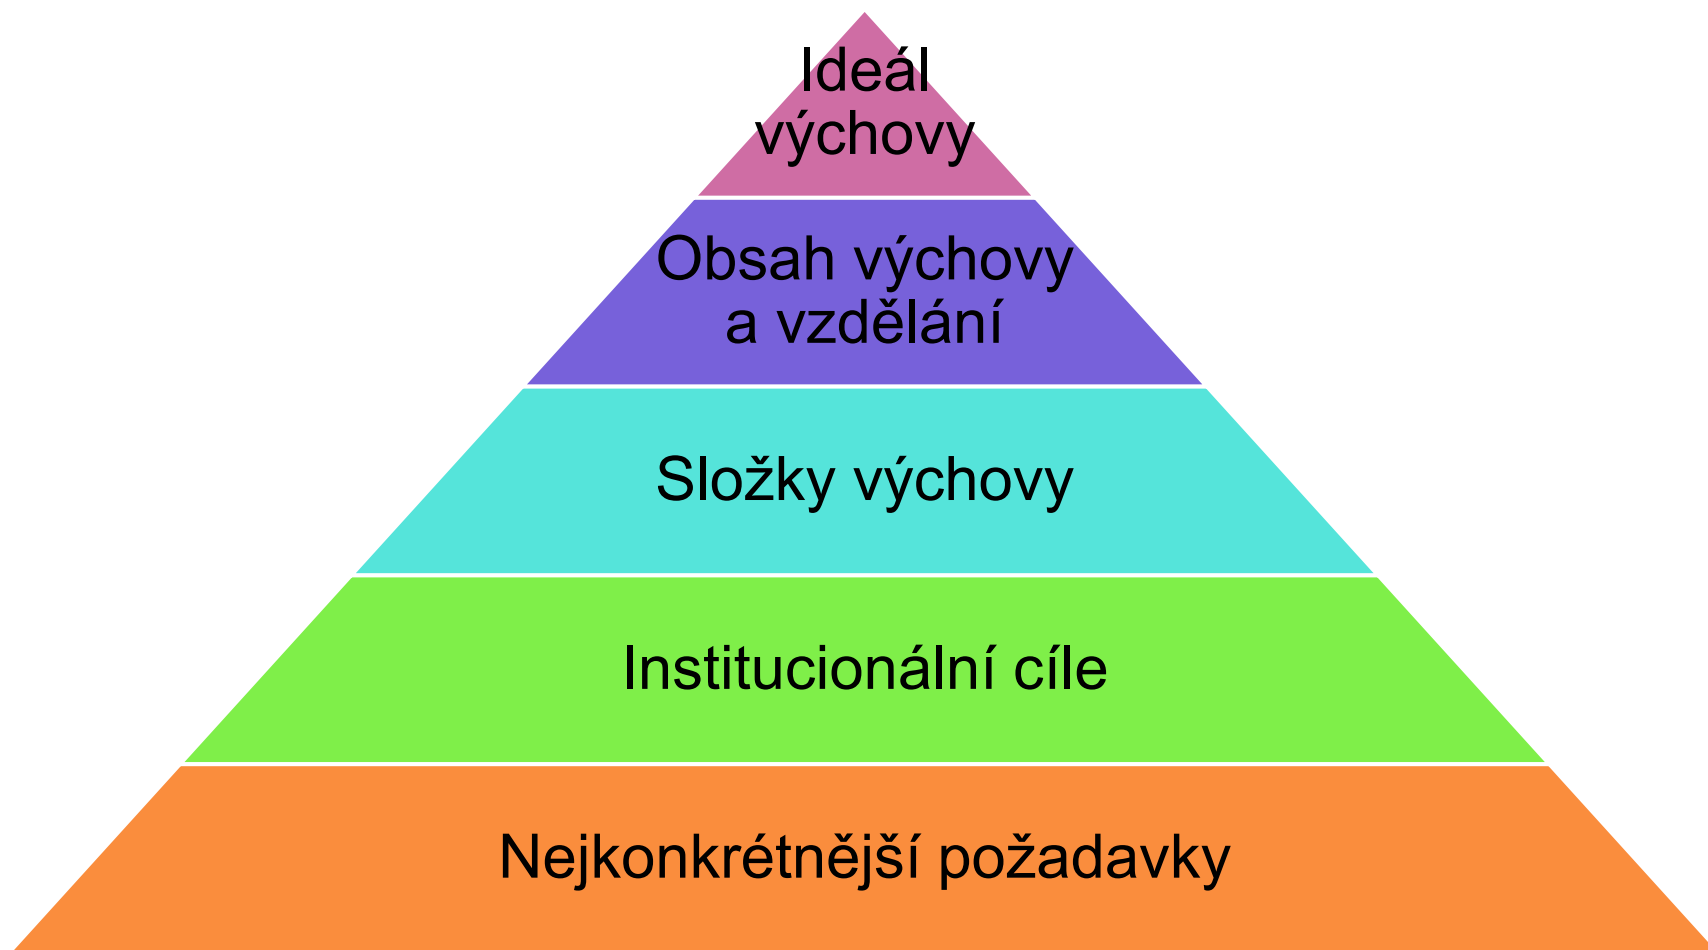 Ideál
výchovy
Obsah výchovy
a vzdělání
Složky výchovy
Institucionální cíle
Nejkonkrétnější požadavky